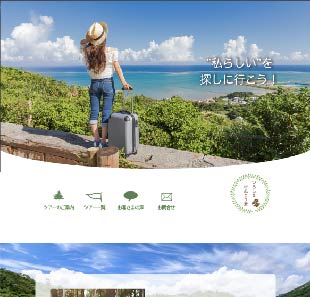 “私らしい”を
探しに行こう！
ツアーのご案内
ツアー一覧
お客さまの声
お問合せ